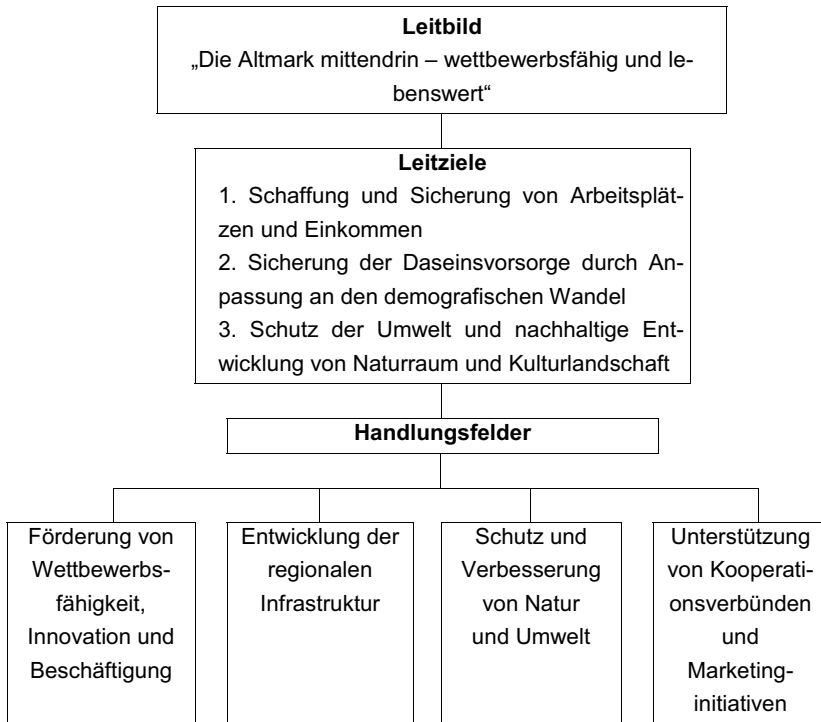 Leitbild
„Die Altmark mittendrin – wettbewerbsfähig und le-
benswert“
Leitziele
1. Schaffung und Sicherung von Arbeitsplät-
zen und Einkommen
2. Sicherung der Daseinsvorsorge durch An-
passung an den demografischen Wandel
3. Schutz der Umwelt und nachhaltige Ent-
wicklung von Naturraum und Kulturlandschaft
Handlungsfelder
Förderung von
Wettbewerbs-
fähigkeit,
Innovation und
Beschäftigung
Entwicklung der
regionalen
Infrastruktur
Schutz und
Verbesserung
von Natur
und Umwelt
Unterstützung
von Kooperati-
onsverbünden
und
Marketing-
initiativen